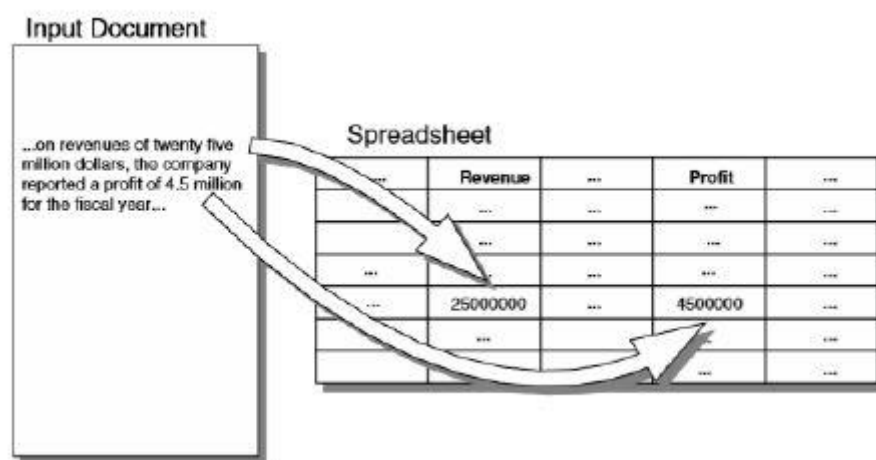 Input Document
...on revenues of twenty five
million dollars, the company
reported a profit of 4.5 million
for the fiscal year...
Spreadsheet
... Revenue ... Profit ...
... ... ...
... ... ...
... ... ... ...
... 25000000 ... 4500000 ...
... ... ...
... ...